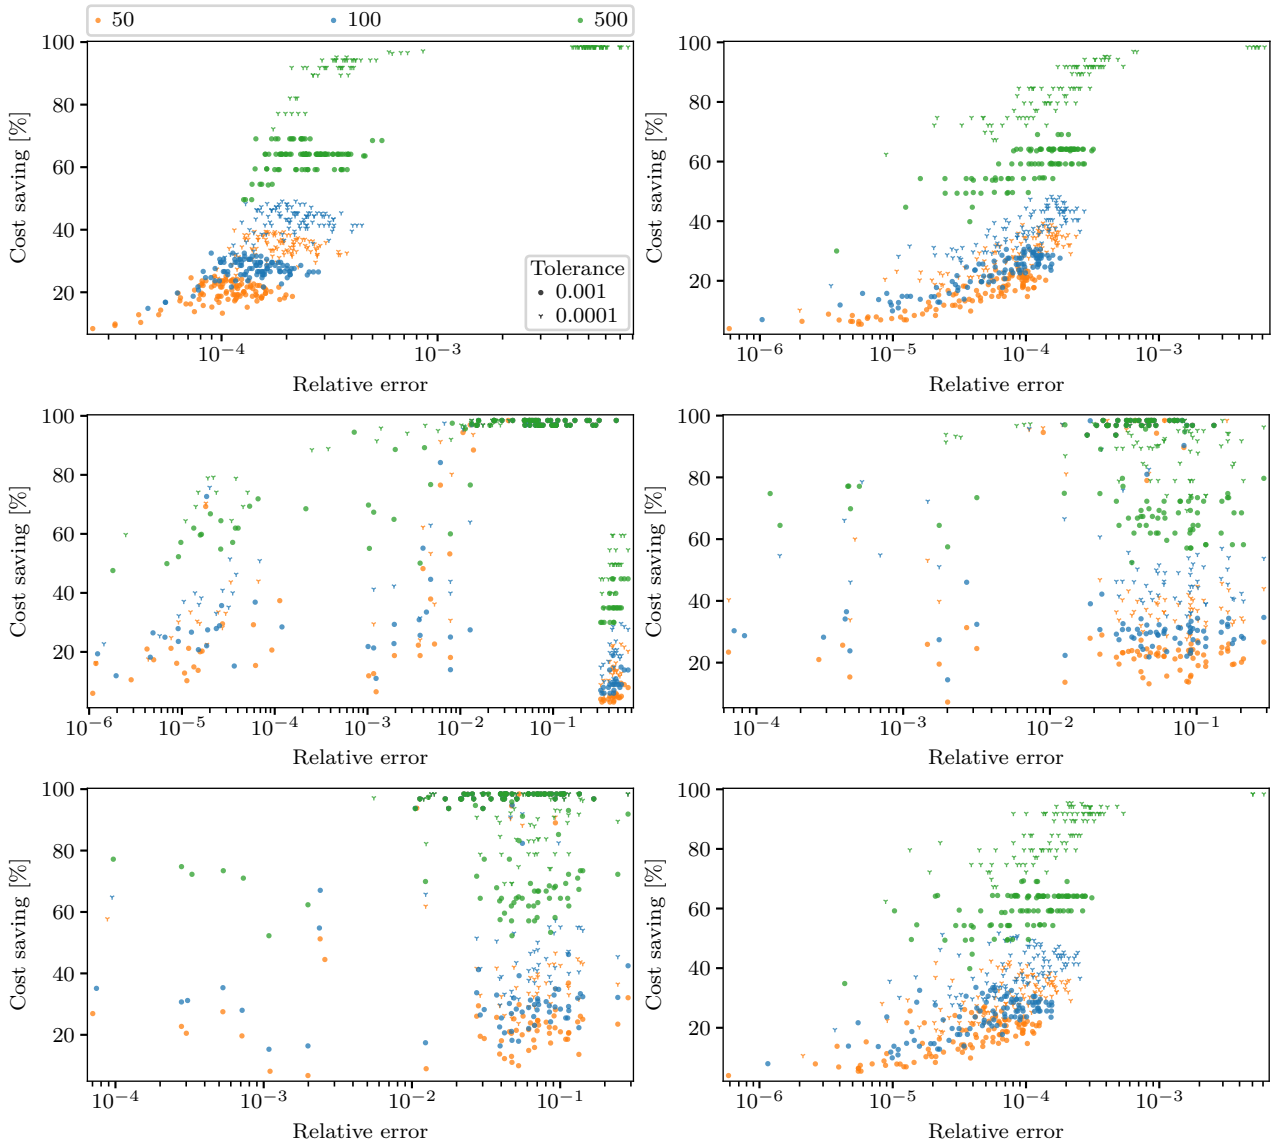 50 100 500
100
80
60
40
20
Cost saving [%]
Tolerance
0.001
0.0001
10⁻⁴ 10⁻³
Relative error
100
80
60
40
20
Cost saving [%]
10⁻⁶ 10⁻⁵ 10⁻⁴ 10⁻³
Relative error
100
80
60
40
20
Cost saving [%]
10⁻⁶ 10⁻⁵ 10⁻⁴ 10⁻³ 10⁻² 10⁻¹
Relative error
100
80
60
40
20
Cost saving [%]
10⁻⁴ 10⁻³ 10⁻² 10⁻¹
Relative error
100
80
60
40
20
Cost saving [%]
10⁻⁴ 10⁻³ 10⁻² 10⁻¹
Relative error
100
80
60
40
20
Cost saving [%]
10⁻⁶ 10⁻⁵ 10⁻⁴ 10⁻³
Relative error